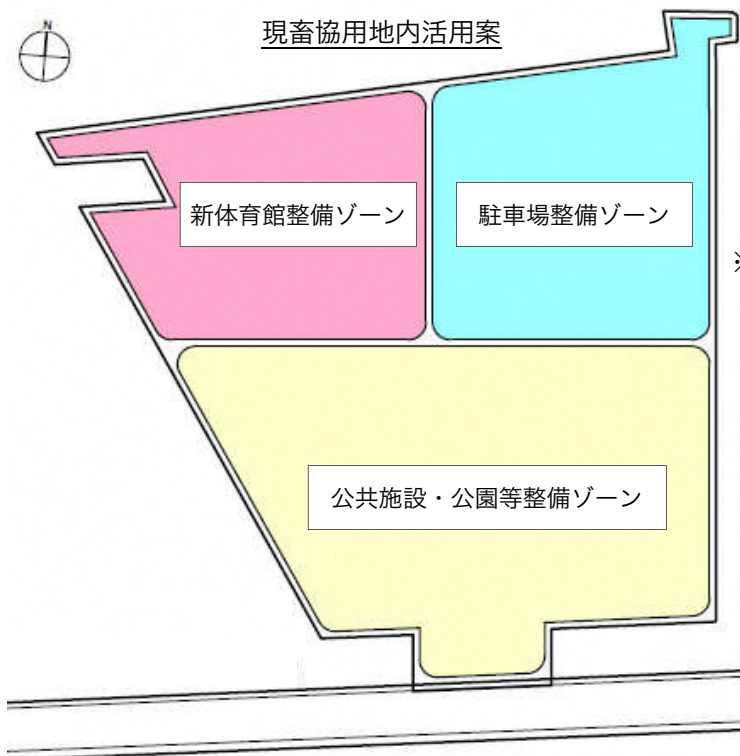 現畜協用地内活用案
N
新体育館整備ゾーン
駐車場整備ゾーン
※
公共施設・公園等整備ゾーン